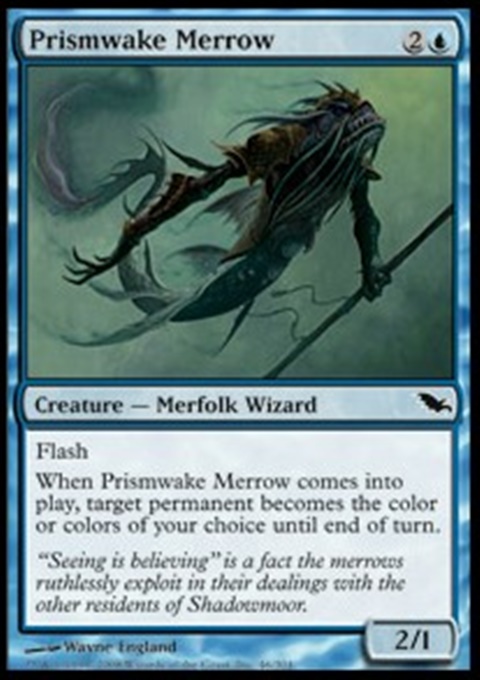 Prismwake Merrow 2
Creature — Merfolk Wizard
Flash
When Prismwake Merrow comes into
play, target permanent becomes the color
or colors of your choice until end of turn.
"Seeing is believing" is a fact the merrows
ruthlessly exploit in their dealings with the
other residents of Shadowmoor.
Wayne England
2/1